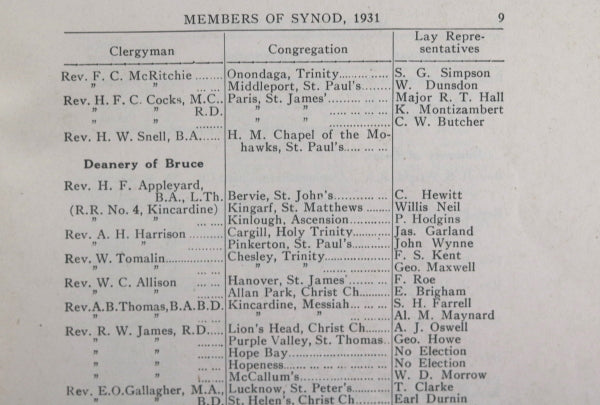 MEMBERS OF SYNOD, 1931 9
Clergyman Congregation Lay Repre-
sentatives
Rev. F. C. McRitchie ........ Onondaga, Trinity............... S. G. Simpson
" " ... ... Middleport, St. Paul's........ W. Dunsdon
Rev. H. F. C. Cocks, M.C.. Paris, St. James' ............. Major R. T. Hall
" " R.D. " " ............. K. Montizambert
" " ........ " " ............. C. W. Butcher
Rev. H. W. Snell, B.A....... H. M. Chapel of the Mo-
hawks, St. Paul's............
Deanery of Bruce
Rev. H. F. Appleyard,
B.A., L.Th. Bervie, St. John's............. C. Hewitt
(R.R. No. 4, Kincardine) Kingarf, St. Matthews ........ Willis Neil
" " ... ... Kinlough, Ascension........... P. Hodgins
Rev. A. H. Harrison ........ Cargill, Holy Trinity.......... Jas. Garland
" " ........ Pinkerton, St. Paul's.......... John Wynne
Rev. W. Tomalin............ Chesley, Trinity............... F. S. Kent
" " ... ... " " ............. Geo. Maxwell
Rev. W. C. Allison ... ... Hanover, St. James' .......... F. Roe
" " ........ Allan Park, Christ Ch.......... E. Brigham
Rev.A.B.Thomas,B.A.B.D. Kincardine, Messiah........... S. H. Farrell
" " ........ " " ............. Al. M. Maynard
Rev. R. W. James, R.D..... Lion's Head, Christ Ch........ A. J. Oswell
" " ........ Purple Valley, St. Thomas.. Geo. Howe
" " ........ Hope Bay..................... No Election
" " ........ Hopeness..................... No Election
" " ........ McCallum's................... W. D. Morrow
Rev. E.O.Gallagher, M.A., Lucknow, St. Peter's.......... T. Clarke
" " B.D. St. Helen's, Christ Ch........ Earl Durnin